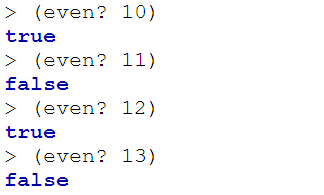 > (even? 10)
true
> (even? 11)
false
> (even? 12)
true
> (even? 13)
false